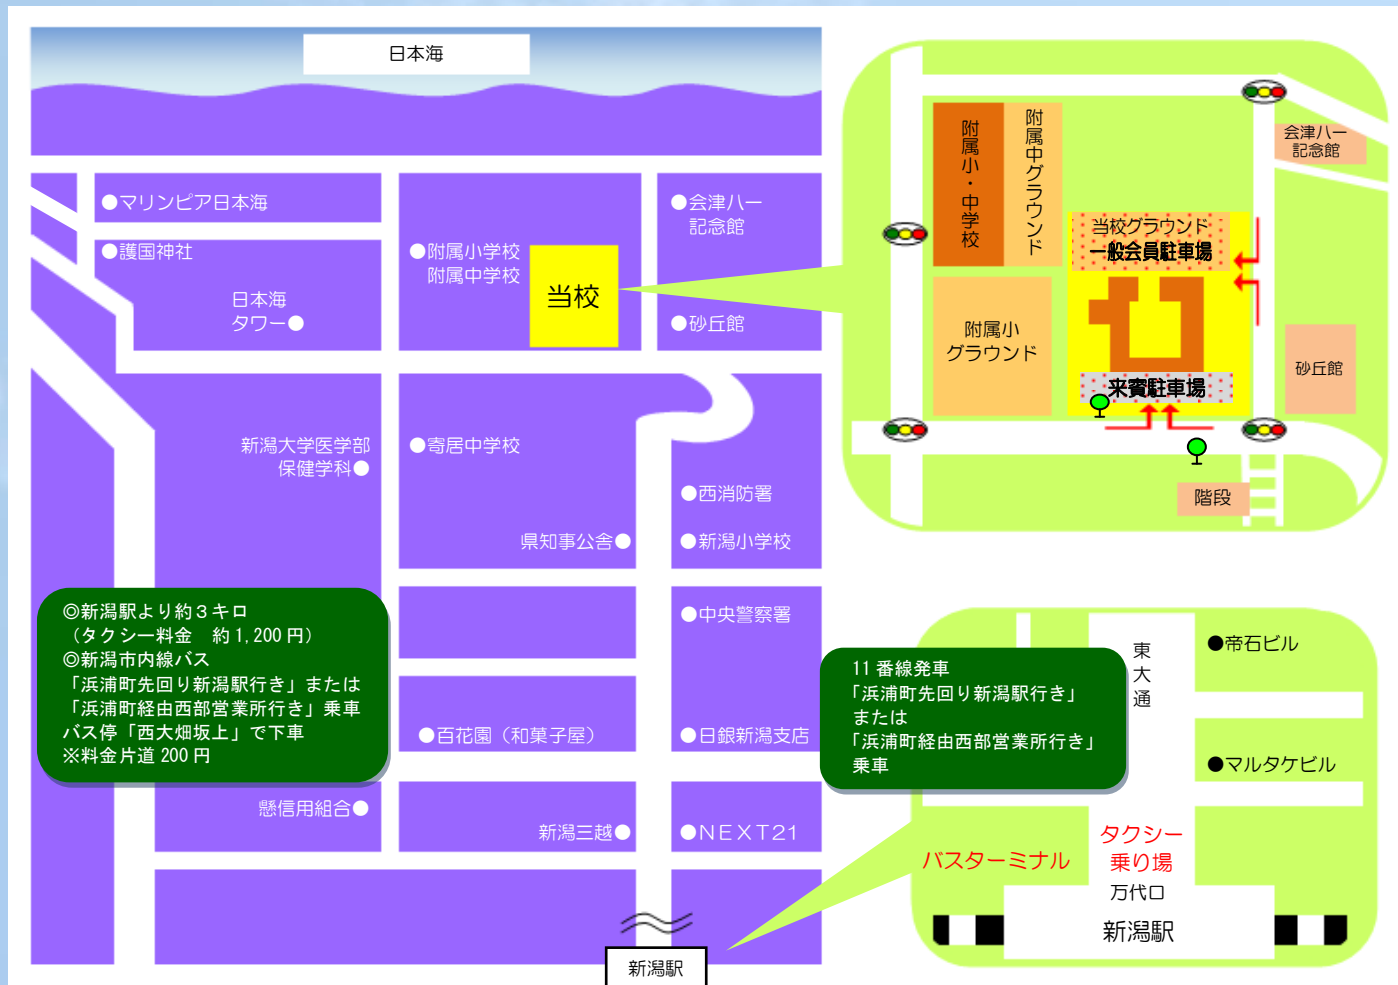 日本海
●マリンピア日本海
●護国神社
日本海
タワー●
●附属小学校
附属中学校
当校
●会津八一
記念館
●砂丘館
新潟大学医学部
保健学科●
●寄居中学校
●西消防署
県知事公舎●
●新潟小学校
●中央警察署
●百花園（和菓子屋）
●日銀新潟支店
懸信用組合●
新潟三越●
●ＮＥＸＴ21
新潟駅
◎新潟駅より約３キロ
（タクシー料金　約1,200円）
◎新潟市内線バス
「浜浦町先回り新潟駅行き」または
「浜浦町経由西部営業所行き」乗車
バス停「西大畑坂上」で下車
※料金片道200円
附属小・中学校
附属中グラウンド
会津八一
記念館
当校グラウンド
一般会員駐車場
附属小
グラウンド
来賓駐車場
砂丘館
階段
11番線発車
「浜浦町先回り新潟駅行き」
または
「浜浦町経由西部営業所行き」
乗車
東大通
●帝石ビル
●マルタケビル
バスターミナル
タクシー
乗り場
万代口
新潟駅